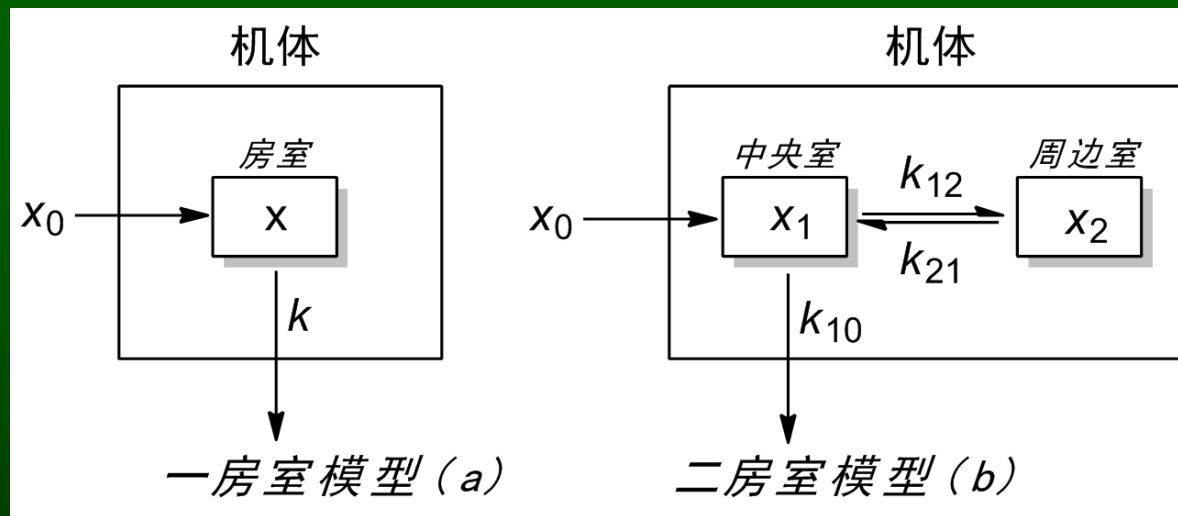 机体
房室
x0
x
k
一房室模型(a)
机体
中央室
周边室
x0
x1
k12
k21
x2
k10
二房室模型(b)